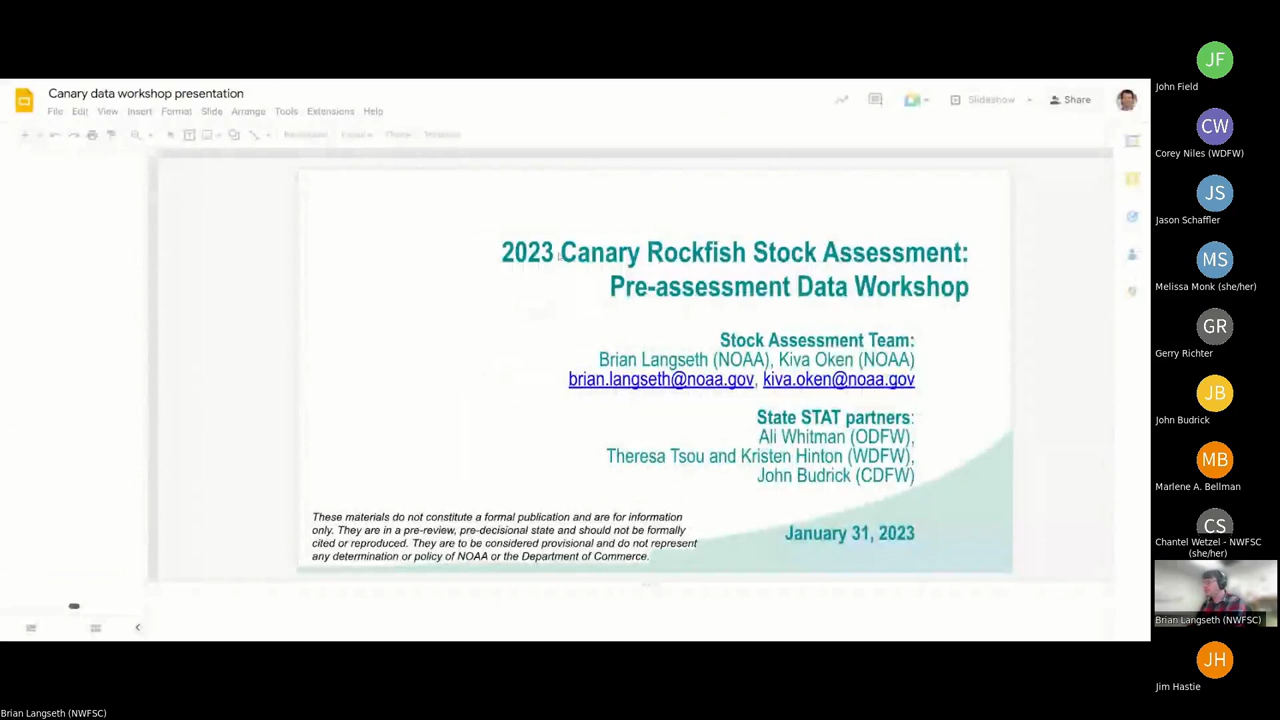 Canary data workshop presentation
File Edit View Insert Format Slide Arrange Tools Extensions Help
Slideshow
Share
2023 Canary Rockfish Stock Assessment:
Pre-assessment Data Workshop
Stock Assessment Team:
Brian Langseth (NOAA), Kiva Oken (NOAA)
brian.langseth@noaa.gov, kiva.oken@noaa.gov
State STAT partners:
Ali Whitman (ODFW),
Theresa Tsou and Kristen Hinton (WDFW),
John Budrick (CDFW)
These materials do not constitute a formal publication and are for information
only. They are in a pre-review, pre-decisional state and should not be formally
cited or reproduced. They are to be considered provisional and do not represent
any determination or policy of NOAA or the Department of Commerce.
January 31, 2023
JF
John Field
CW
Corey Niles (WDFW)
JS
Jason Schaffler
MS
Melissa Monk (she/her)
GR
Gerry Richter
JB
John Budrick
MB
Marlene A. Bellman
CS
Chantel Wetzel - NWFSC
(she/her)
Brian Langseth (NWFSC)
JH
Jim Hastie
Brian Langseth (NWFSC)